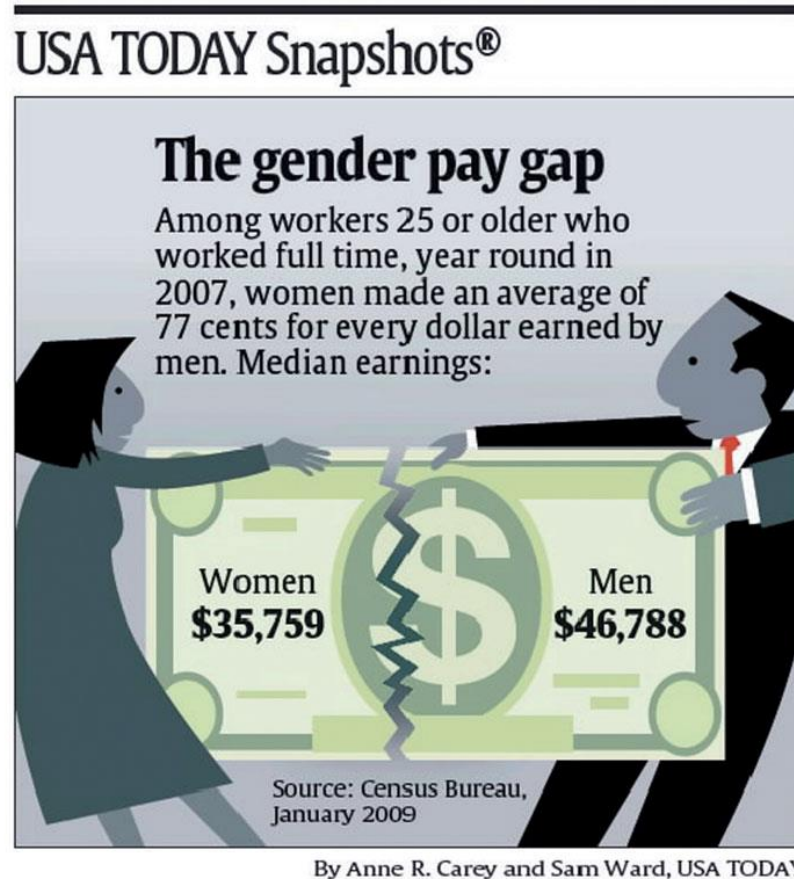 USA TODAY Snapshots®
The gender pay gap
Among workers 25 or older who
worked full time, year round in
2007, women made an average of
77 cents for every dollar earned by
men. Median earnings:
Women
$35,759
Men
$46,788
Source: Census Bureau,
January 2009
By Anne R. Carey and Sam Ward, USA TODAY